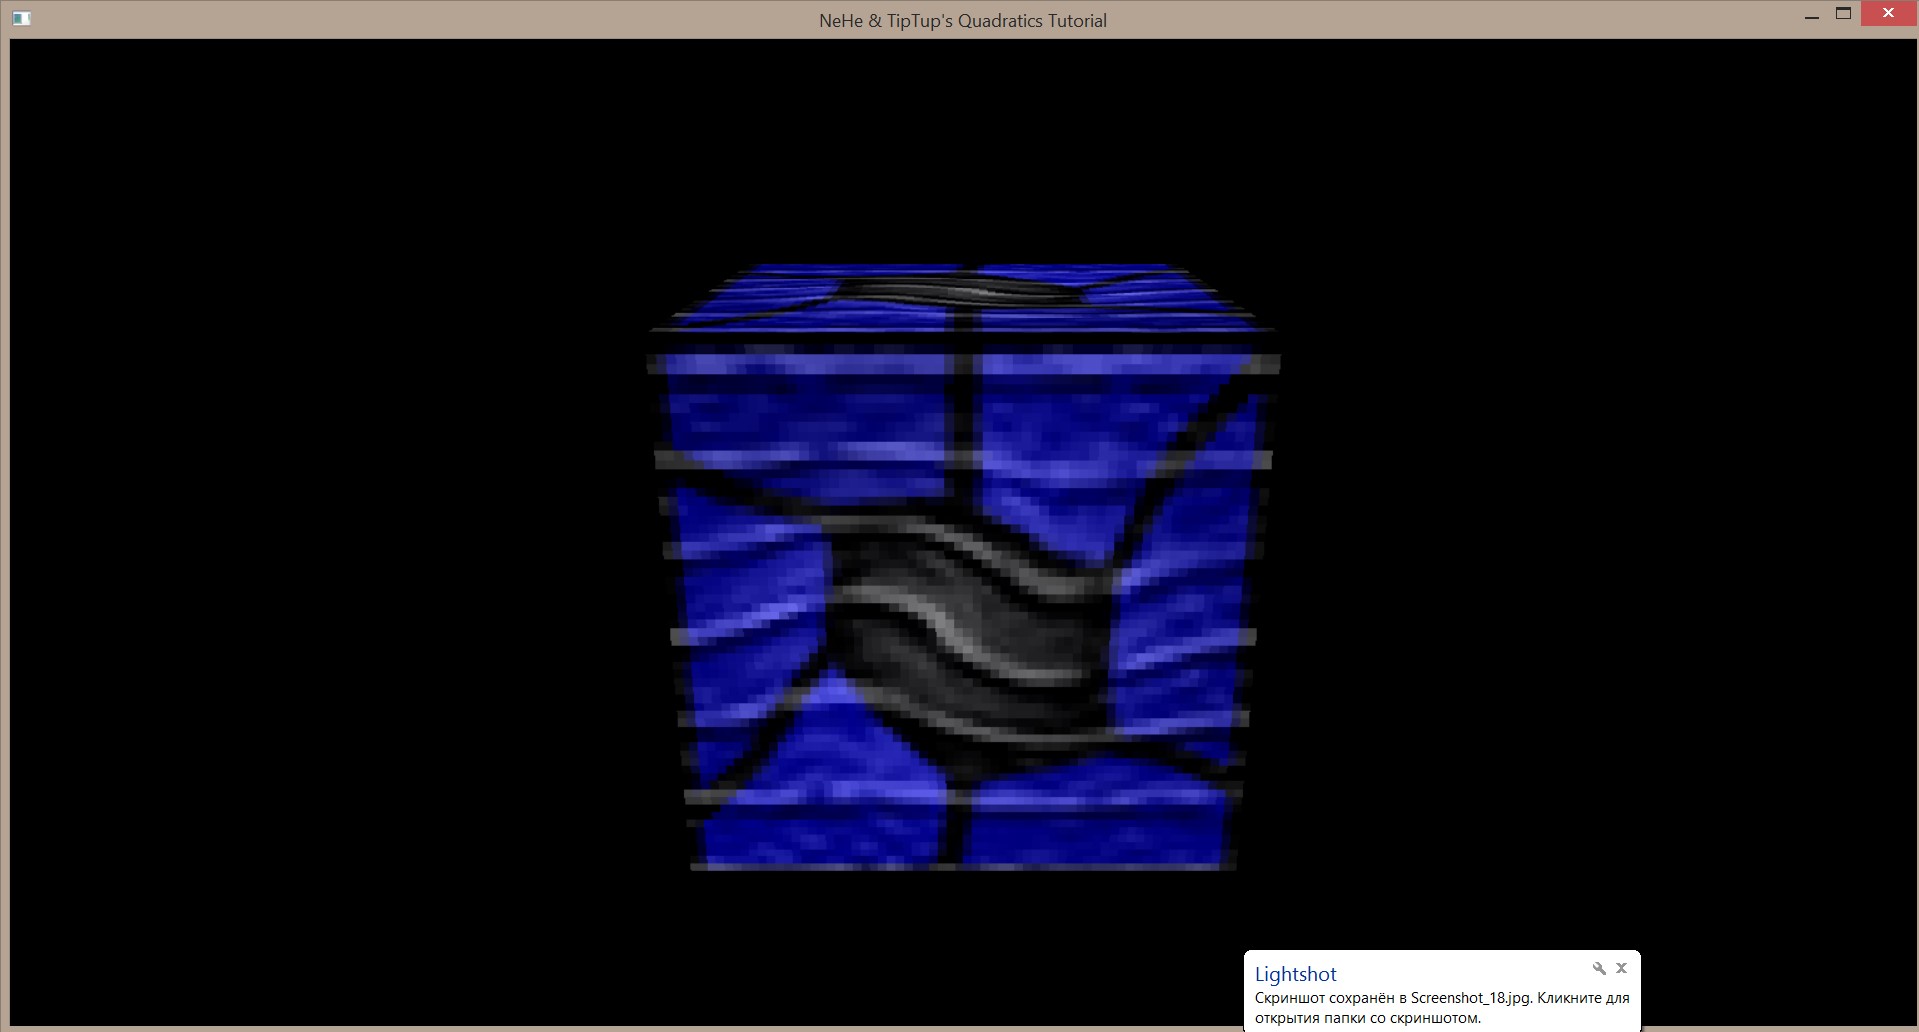 NeHe & TipTup's Quadratics Tutorial
Lightshot
Скриншот сохранён в Screenshot_18.jpg. Кликните для
открытия папки со скриншотом.